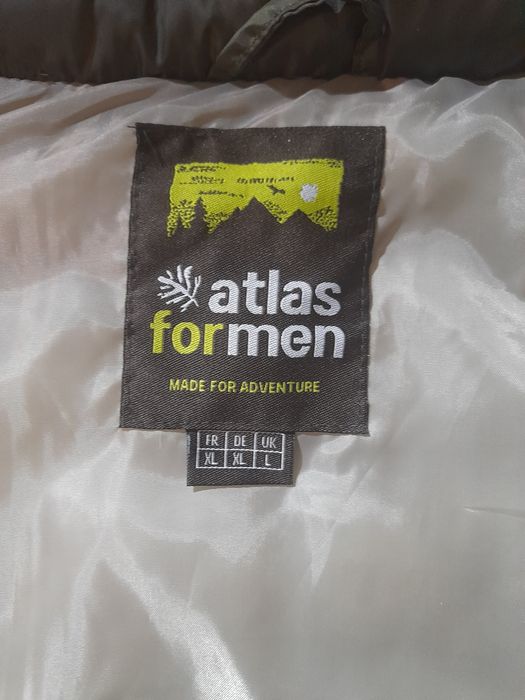 atlas
formen
MADE FOR ADVENTURE
FR DE UK
XL XL L